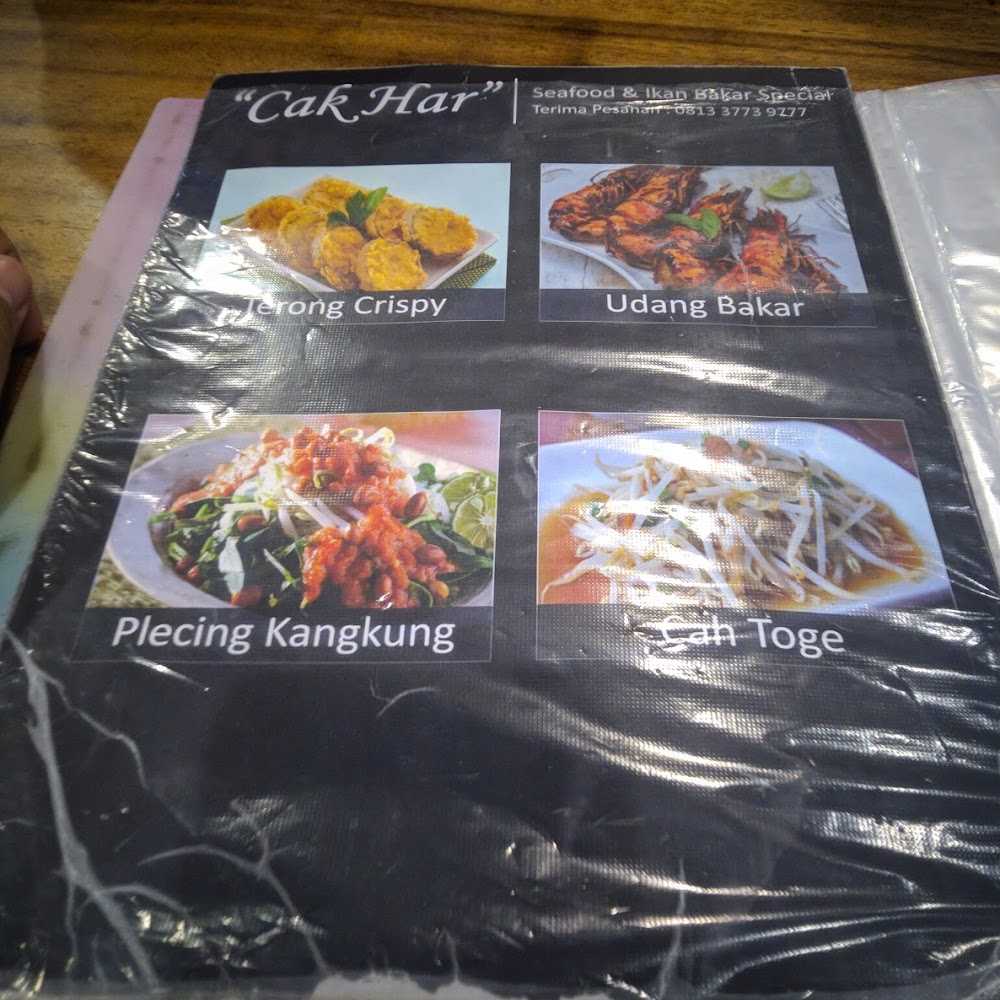 "Cak Har"
Seafood & Ikan Bakar Special
Terima Pesanan : 0813 3773 9777
Terong Crispy
Udang Bakar
Plecing Kangkung
Cah Toge